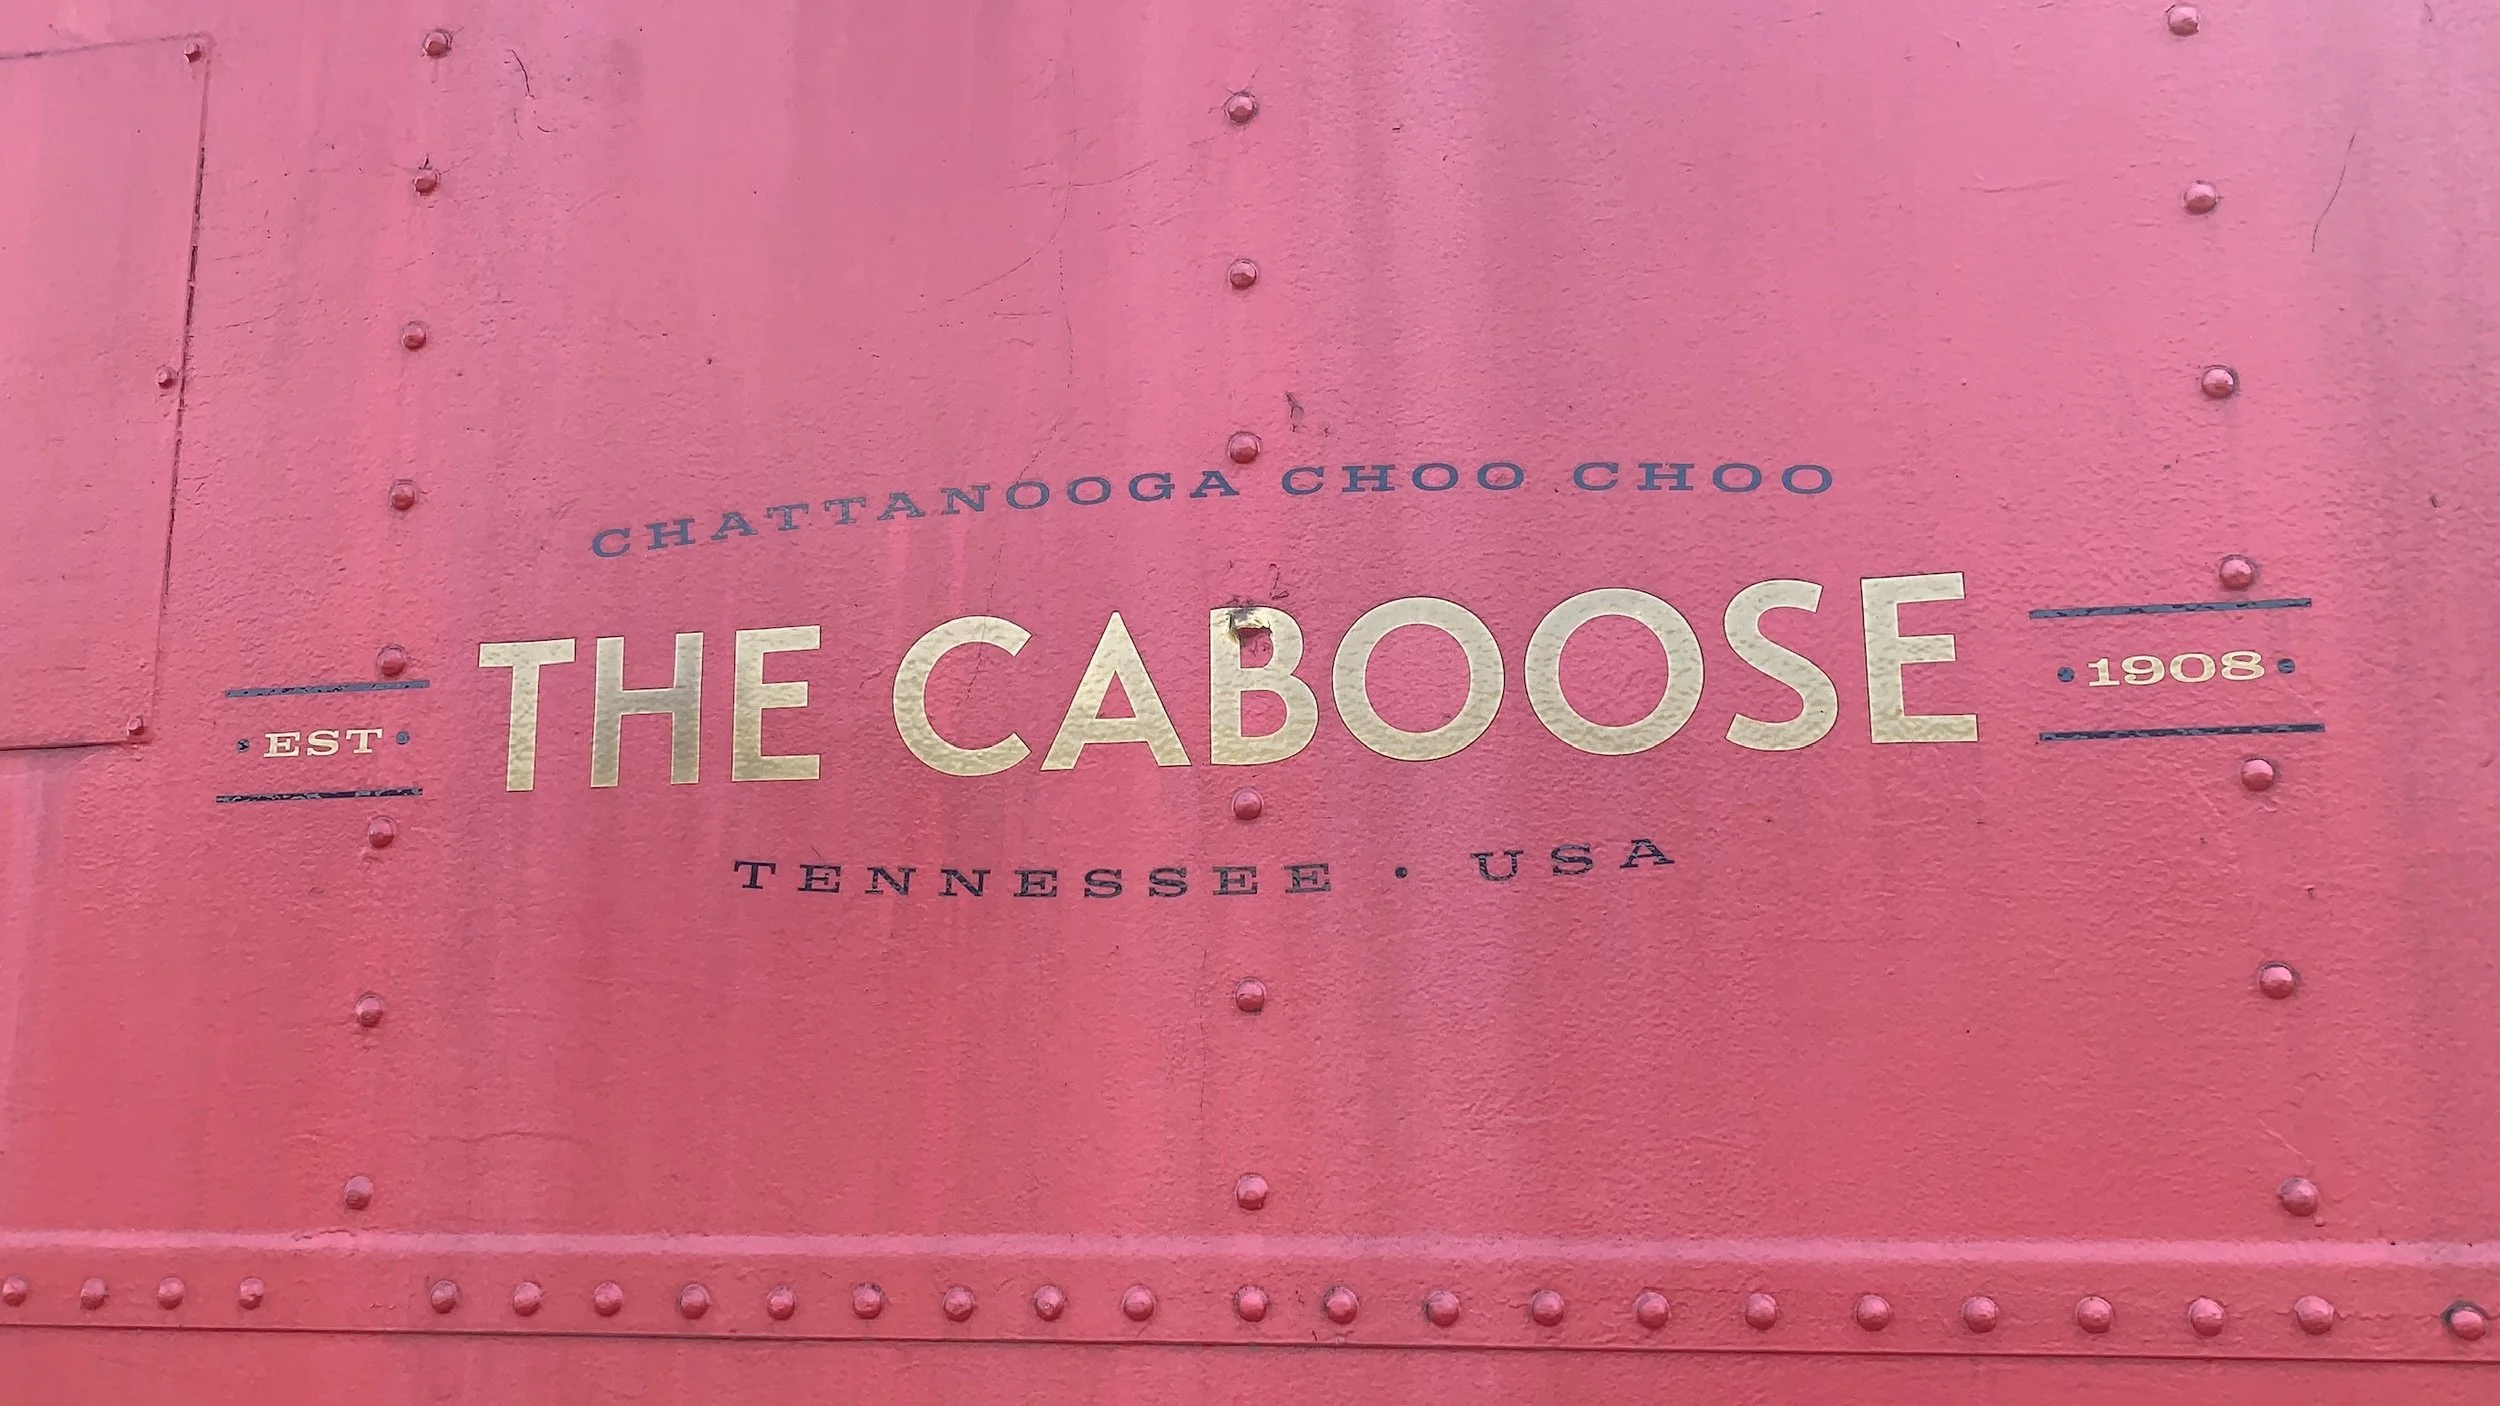 CHATTANOOGA CHOO CHOO
• EST •
THE CABOOSE
• 1908 •
TENNESSEE • USA